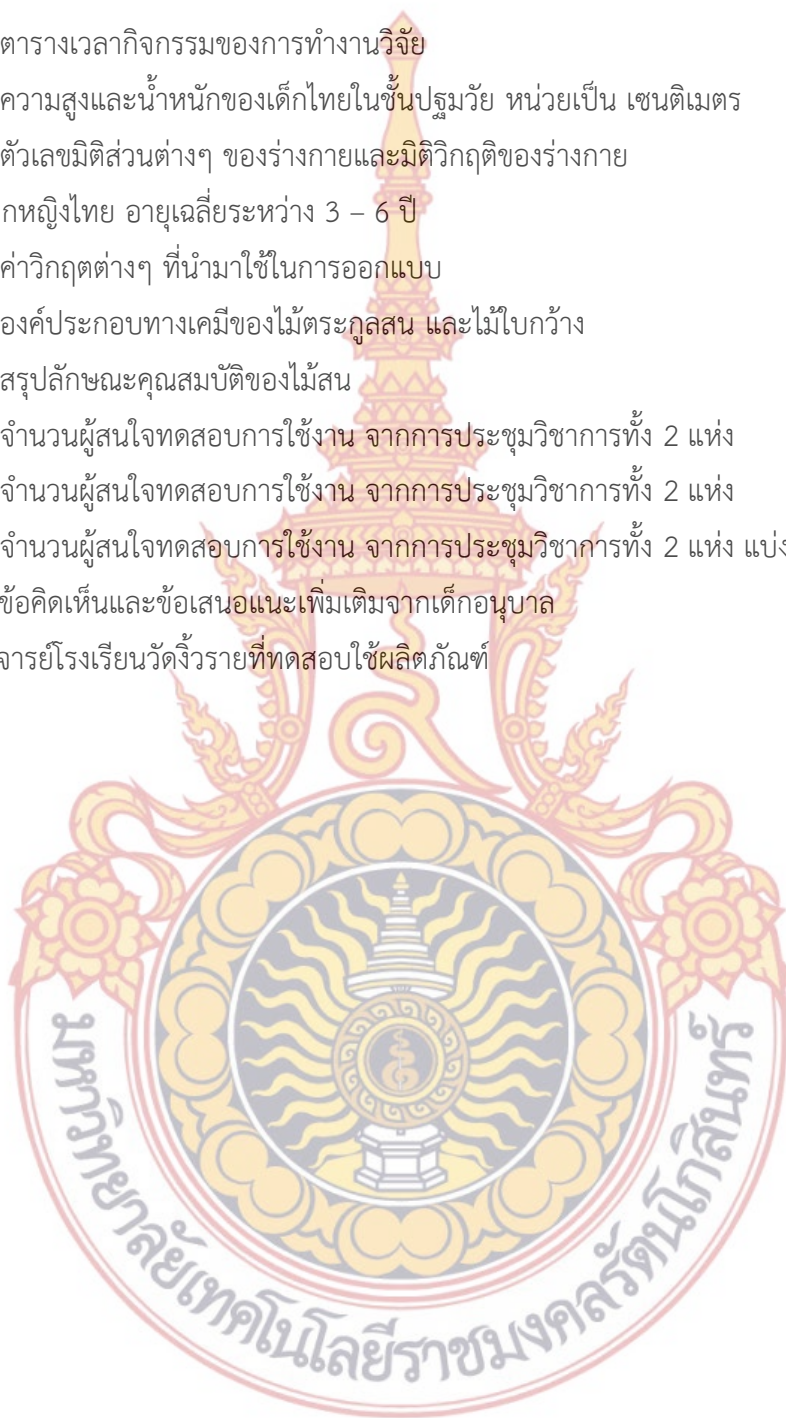 ตารางเวลากิจกรรมของการทำงานวิจัย
ความสูงและน้ำหนักของเด็กไทยในชั้นปฐมวัย หน่วยเป็น เซนติเมตร
ตัวเลขมิติส่วนต่างๆ ของร่างกายและมิติวิกฤติของร่างกาย
กหญิงไทย อายุเฉลี่ยระหว่าง 3 – 6 ปี
ค่าวิกฤตต่างๆ ที่นำมาใช้ในการออกแบบ
องค์ประกอบทางเคมีของไม้ตระกูลสน และไม้ใบกว้าง
สรุปลักษณะคุณสมบัติของไม้สน
จำนวนผู้สนใจทดสอบการใช้งาน จากการประชุมวิชาการทั้ง 2 แห่ง
จำนวนผู้สนใจทดสอบการใช้งาน จากการประชุมวิชาการทั้ง 2 แห่ง
จำนวนผู้สนใจทดสอบการใช้งาน จากการประชุมวิชาการทั้ง 2 แห่ง แบ่ง
ข้อคิดเห็นและข้อเสนอแนะเพิ่มเติมจากเด็กอนุบาล
จารย์โรงเรียนวัดงิ้วรายที่ทดสอบใช้ผลิตภัณฑ์
มหาวิทยาลัยเทคโนโลยีราชมงคลรัตนโกสินทร์